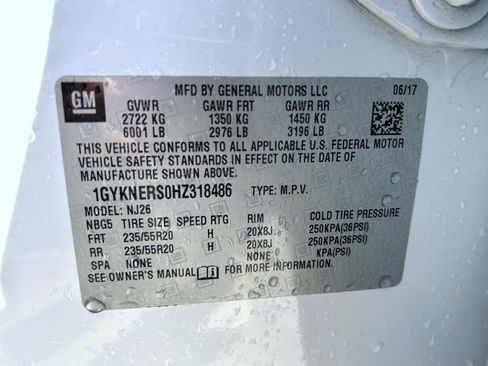 GM
MFD BY GENERAL MOTORS LLC 06/17
GVWR GAWR FRT GAWR RR
2722 KG 1350 KG 1450 KG
6001 LB 2976 LB 3196 LB
THIS VEHICLE CONFORMS TO ALL APPLICABLE U.S. FEDERAL MOTOR
VEHICLE SAFETY STANDARDS IN EFFECT ON THE DATE OF
MANUFACTURE SHOWN ABOVE.
1GYKNERS0HZ318486 TYPE: M.P.V.
MODEL: NJ26
NBG5 TIRE SIZE SPEED RTG RIM COLD TIRE PRESSURE
FRT 235/55R20 H 20X8J 250KPA(36PSI)
RR 235/55R20 H 20X8J 250KPA(36PSI)
SPA NONE NONE KPA(PSI)
SEE OWNER'S MANUAL FOR MORE INFORMATION.